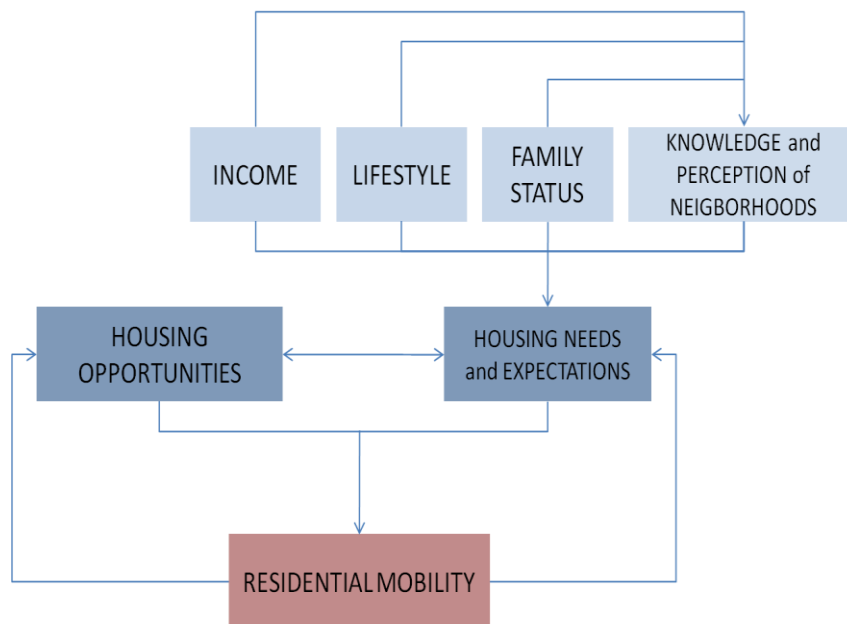 INCOME
LIFESTYLE
FAMILY
STATUS
KNOWLEDGE and
PERCEPTION of
NEIGBORHOODS
HOUSING
OPPORTUNITIES
HOUSING NEEDS
and EXPECTATIONS
RESIDENTIAL MOBILITY